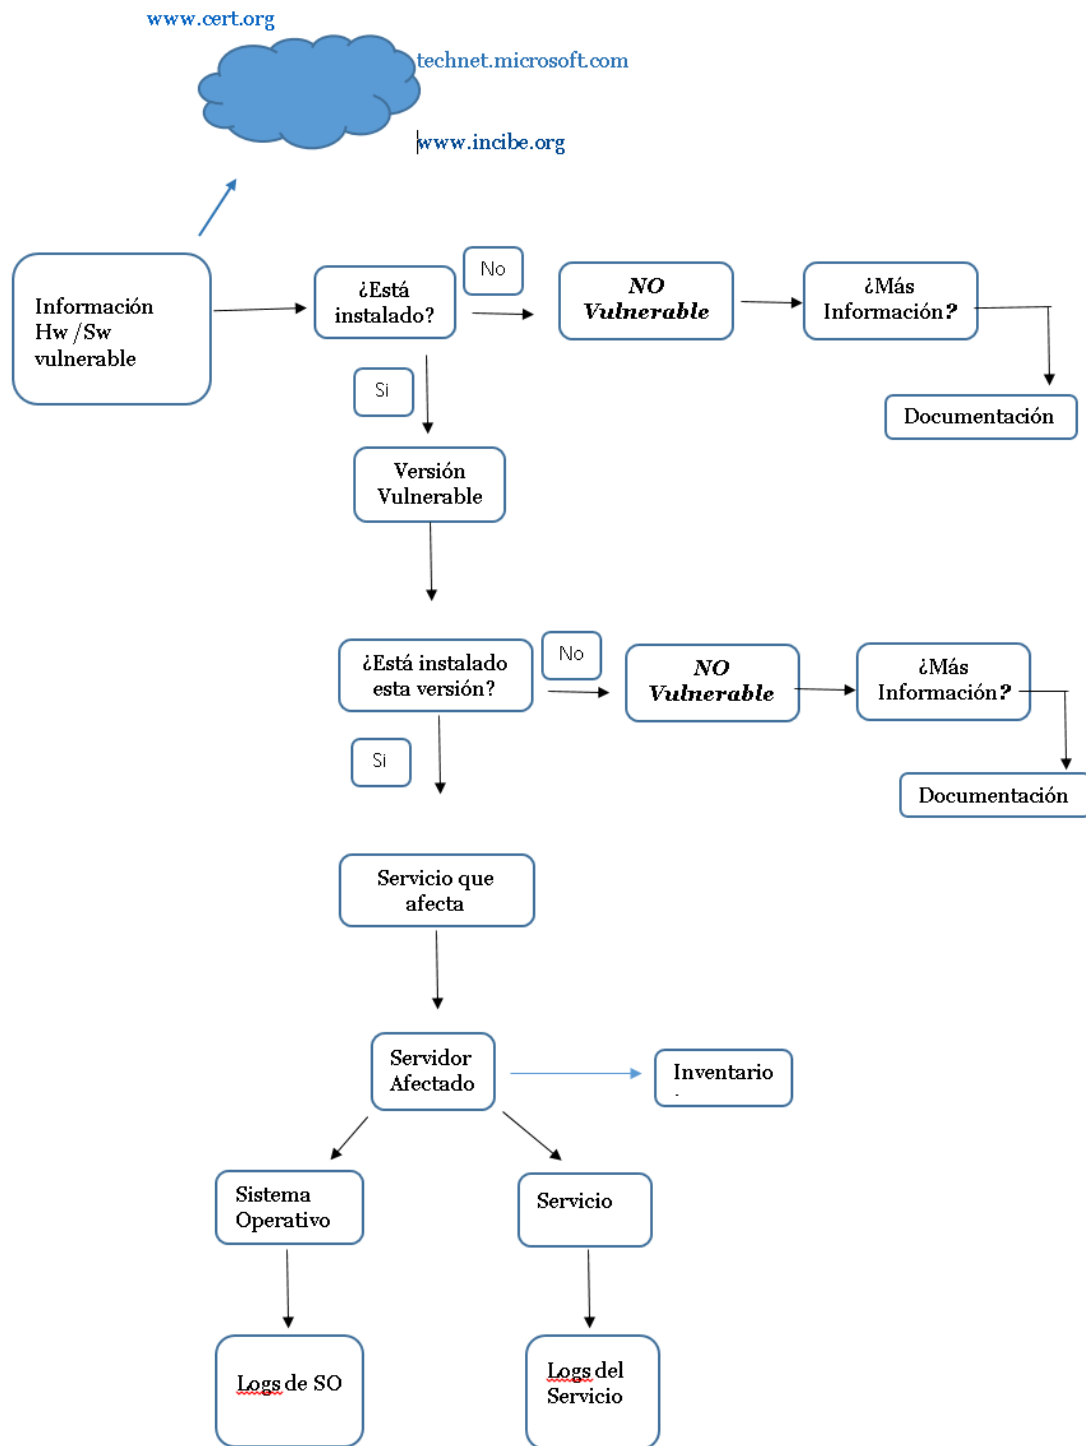 www.cert.org
technet.microsoft.com
www.incibe.org
Información
Hw /Sw
vulnerable
¿Está
instalado?
No
NO
Vulnerable
¿Más
Información?
Documentación
Si
Versión
Vulnerable
¿Está instalado
esta versión?
No
NO
Vulnerable
¿Más
Información?
Documentación
Si
Servicio que
afecta
Servidor
Afectado
Inventario
.
Sistema
Operativo
Servicio
Logs de SO
Logs del
Servicio